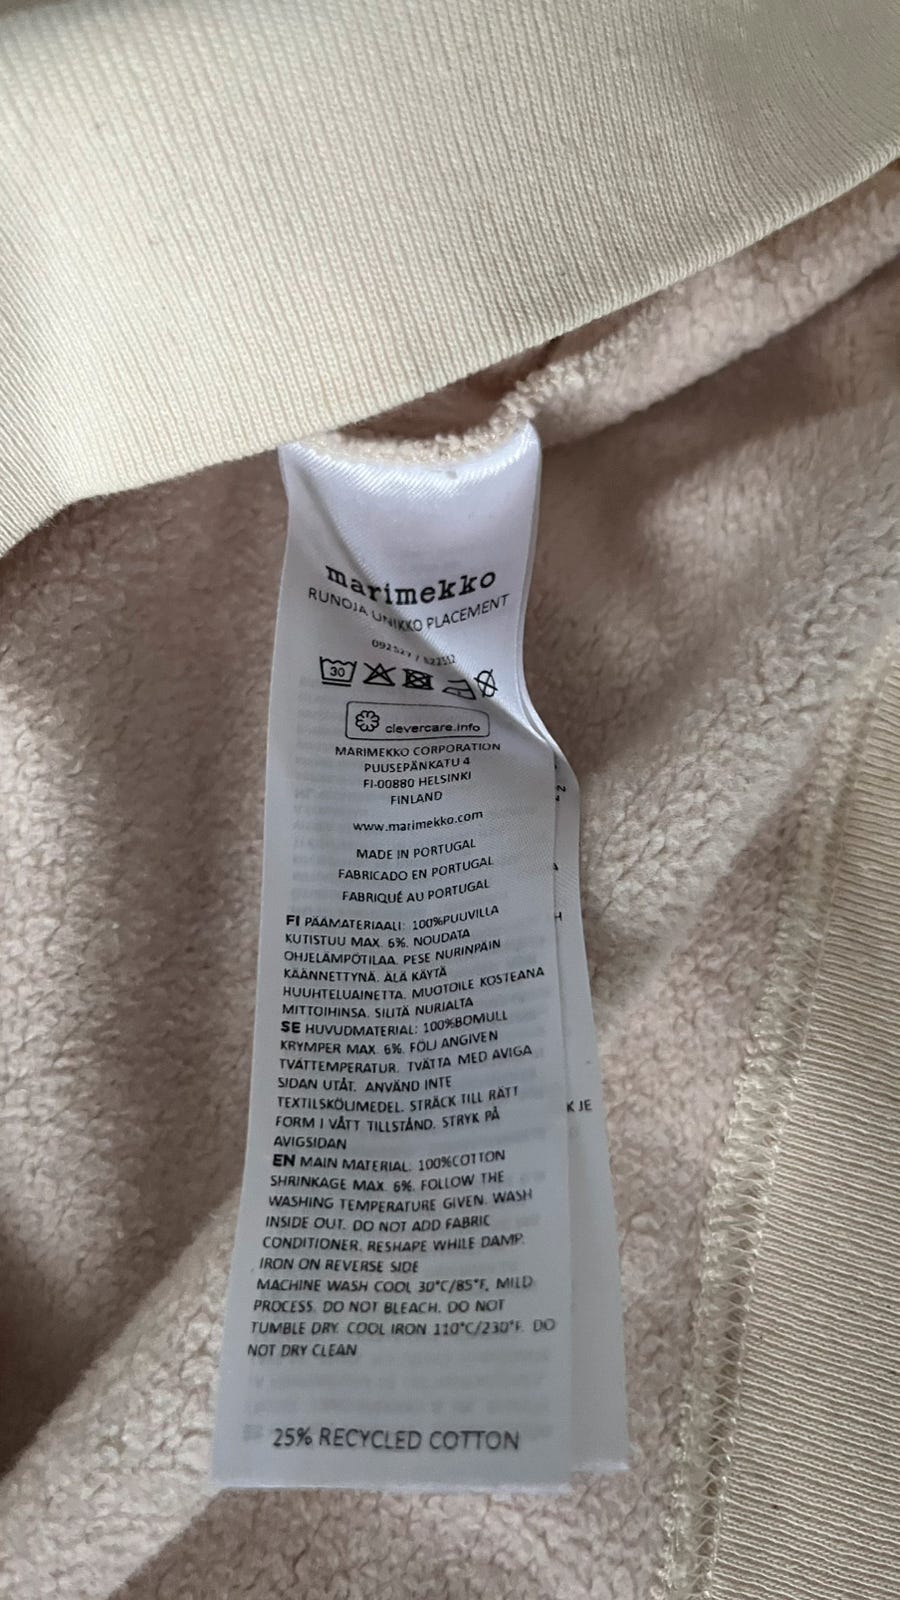 marimekko
RUNOJA UNIKKO PLACEMENT
30
clevercare.info
MARIMEKKO CORPORATION
PUUSEPÄNKATU 4
FI-00880 HELSINKI
FINLAND
www.marimekko.com
MADE IN PORTUGAL
FABRICADO EN PORTUGAL
FABRIQUÉ AU PORTUGAL
FI PÄÄMATERIAALI: 100%PUUVILLA
KUTISTUU MAX. 6%. NOUDATA
OHJELÄMPÖTILAA. PESE NURINPÄIN
KÄÄNNETTYNÄ. ÄLÄ KÄYTÄ
HUUHTELUAINETTA. MUOTOILE KOSTEANA
MITTOIHINSA. SILITÄ NURJALTA
SE HUVUDMATERIAL: 100%BOMULL
KRYMPER MAX. 6%. FÖLJ ANGIVEN
TVÄTTEMPERATUR. TVÄTTA MED AVIGA
SIDAN UTÅT. ANVÄND INTE
TEXTILSKÖLJMEDEL. STRÄCK TILL RÄTT
FORM I VÅTT TILLSTÅND. STRYK PÅ
AVIGSIDAN
EN MAIN MATERIAL: 100%COTTON
SHRINKAGE MAX. 6%. FOLLOW THE
WASHING TEMPERATURE GIVEN. WASH
INSIDE OUT. DO NOT ADD FABRIC
CONDITIONER. RESHAPE WHILE DAMP.
IRON ON REVERSE SIDE
MACHINE WASH COOL 30°C/85°F, MILD
PROCESS. DO NOT BLEACH. DO NOT
TUMBLE DRY. COOL IRON 110°C/230°F. DO
NOT DRY CLEAN
25% RECYCLED COTTON
K JE